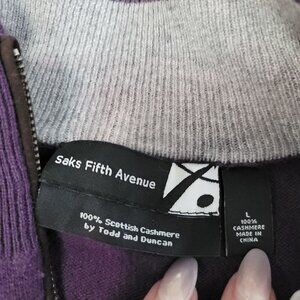 Saks Fifth Avenue
100% Scottish Cashmere
by Todd and Duncan
L
100%
CASHMERE
MADE IN
CHINA